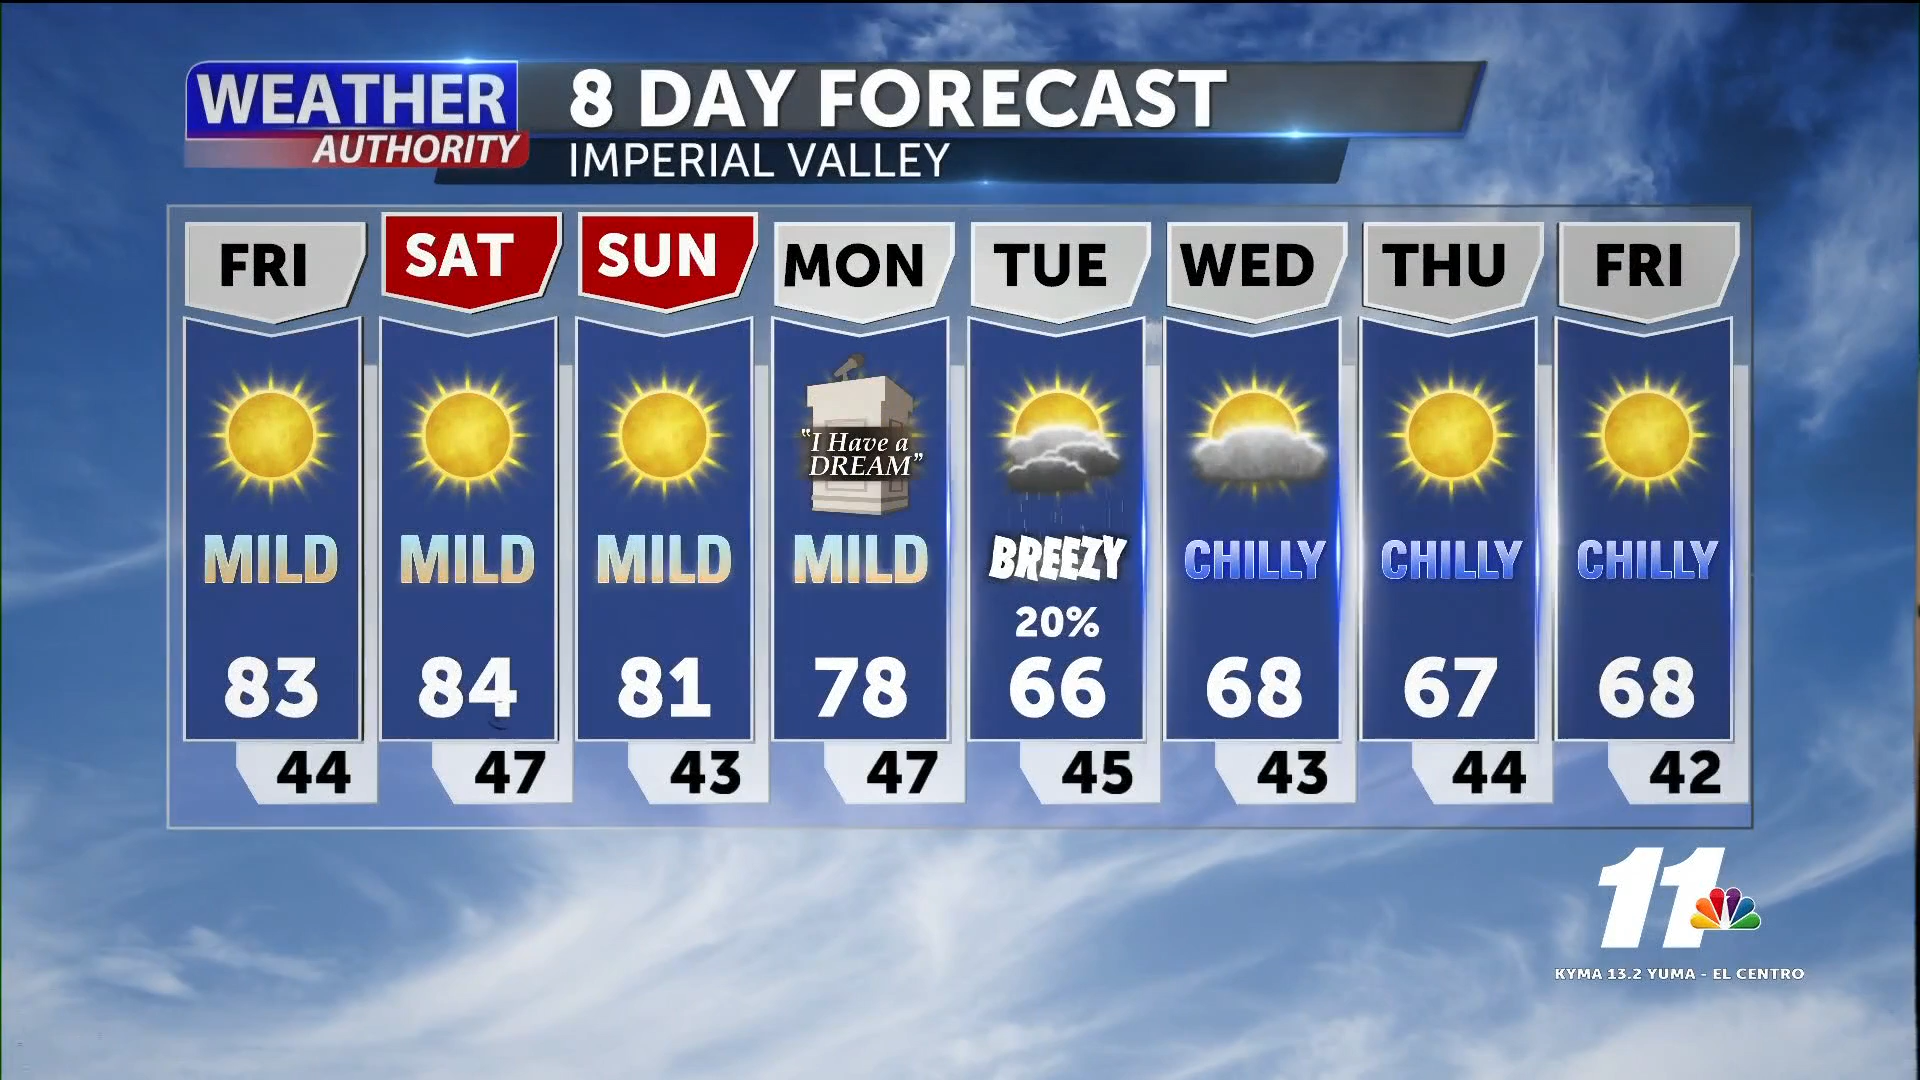 WEATHER
AUTHORITY
8 DAY FORECAST
IMPERIAL VALLEY
FRI SAT SUN MON TUE WED THU FRI
"I Have a
DREAM"
MILD MILD MILD MILD BREEZY CHILLY CHILLY CHILLY
20%
83 84 81 78 66 68 67 68
44 47 43 47 45 43 44 42
11
KYMA 13.2 YUMA - EL CENTRO